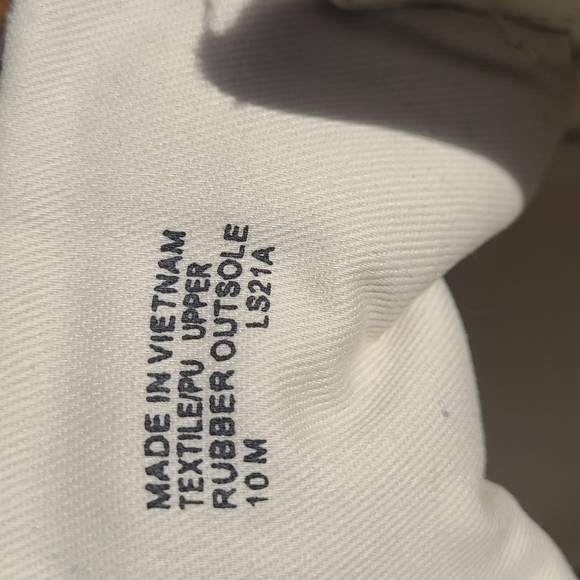 MADE IN VIETNAM
TEXTILE/PU UPPER
RUBBER OUTSOLE
10 M LS21A